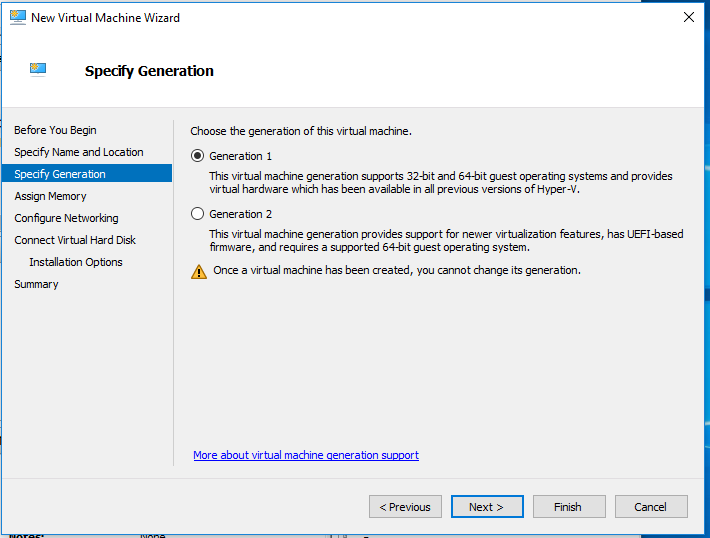 New Virtual Machine Wizard
Specify Generation
Before You Begin
Specify Name and Location
Specify Generation
Assign Memory
Configure Networking
Connect Virtual Hard Disk
Installation Options
Summary
Choose the generation of this virtual machine.
Generation 1
This virtual machine generation supports 32-bit and 64-bit guest operating systems and provides
virtual hardware which has been available in all previous versions of Hyper-V.
Generation 2
This virtual machine generation provides support for newer virtualization features, has UEFI-based
firmware, and requires a supported 64-bit guest operating system.
Once a virtual machine has been created, you cannot change its generation.
More about virtual machine generation support
< Previous
Next >
Finish
Cancel
Notes: None